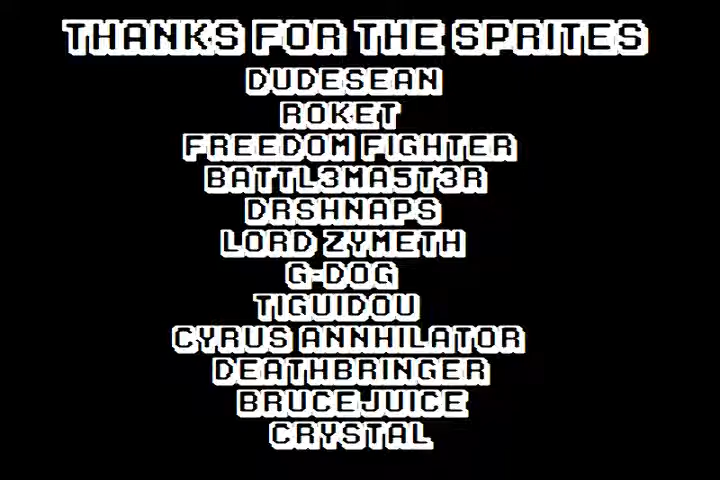 THANKS FOR THE SPRITES
DUDESEAN
ROKET
FREEDOM FIGHTER
BATTL3MA5T3R
DRSHNAPS
LORD ZYMETH
G-DOG
TIGUIDOU
CYRUS ANNHILATOR
DEATHBRINGER
BRUCEJUICE
CRYSTAL